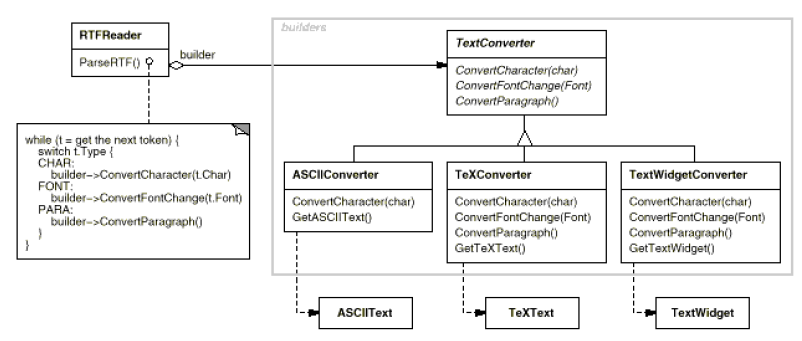 builders
RTFReader
ParseRTF()
builder
TextConverter
ConvertCharacter(char)
ConvertFontChange(Font)
ConvertParagraph()
while (t = get the next token) {
switch t.Type {
CHAR:
builder->ConvertCharacter(t.Char)
FONT:
builder->ConvertFontChange(t.Font)
PARA:
builder->ConvertParagraph()
}
}
ASCIIConverter
ConvertCharacter(char)
GetASCIIText()
TeXConverter
ConvertCharacter(char)
ConvertFontChange(Font)
ConvertParagraph()
GetTeXText()
TextWidgetConverter
ConvertCharacter(char)
ConvertFontChange(Font)
ConvertParagraph()
GetTextWidget()
ASCIIText
TeXText
TextWidget